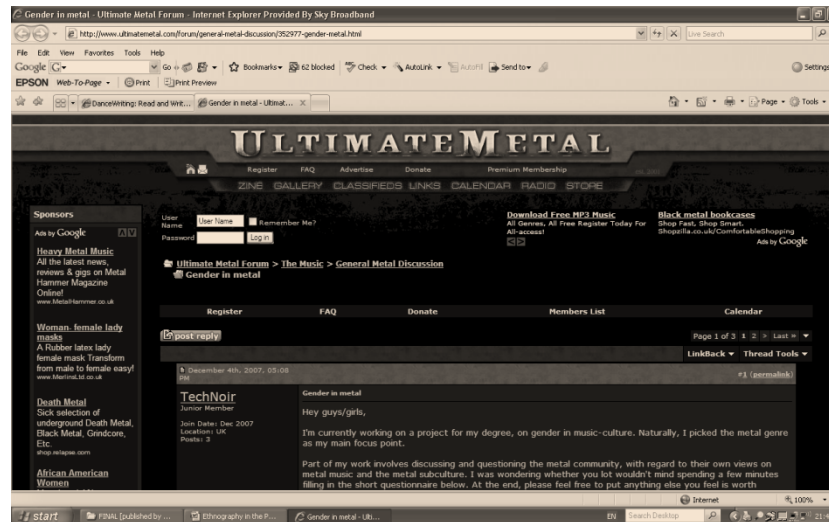 Gender in metal - Ultimate Metal Forum - Internet Explorer Provided By Sky Broadband
http://www.ultimatemetal.com/forum/general-metal-discussion/352977-gender-metal.html
Live Search
File Edit View Favorites Tools Help
Google G Go Bookmarks 62 blocked Check AutoLink AutoFill Send to Settings
EPSON Web-To-Page Print Print Preview
DanceWriting: Read and Writ... Gender in metal - Ultimat... Page Tools
ULTIMATEMETAL
Register FAQ Advertise Donate Premium Membership
ZINE GALLERY CLASSIFIEDS LINKS CALENDAR RADIO STORE
Sponsors
Ads by Google
Heavy Metal Music
All the latest news,
reviews & gigs on Metal
Hammer Magazine
Online!
www.MetalHammer.co.uk
Woman- female lady
masks
A Rubber latex lady
female mask Transform
from male to female easy!
www.MerlinsLtd.co.uk
Death Metal
Sick selection of
underground Death Metal,
Black Metal, Grindcore,
Etc.
shop.relapse.com
African American
Women
User Name User Name Remember Me?
Password Log in
Download Free MP3 Music
All Genres, All Free Register Today For
All-access!
Black metal bookcases
Shop Fast, Shop Smart.
Shopzilla.co.uk/ComfortableShopping
Ads by Google
Ultimate Metal Forum > The Music > General Metal Discussion
Gender in metal
Register FAQ Donate Members List Calendar
post reply
Page 1 of 3 1 2 > Last »
LinkBack Thread Tools
December 4th, 2007, 05:08 PM
#1 (permalink)
TechNoir
Junior Member
Join Date: Dec 2007
Location: UK
Posts: 3
Gender in metal
Hey guys/girls,
I'm currently working on a project for my degree, on gender in music-culture. Naturally, I picked the metal genre
as my main focus point.
Part of my work involves discussing and questioning the metal community, with regard to their own views on
metal music and the metal subculture. I was wondering whether you lot wouldn't mind spending a few minutes
filling in the short questionnaire below. At the end, please feel free to put anything else you feel is worth
Internet 100%
start FINAL [published by ... Ethnography in the P... Gender in metal - Ulti... EN Search Desktop